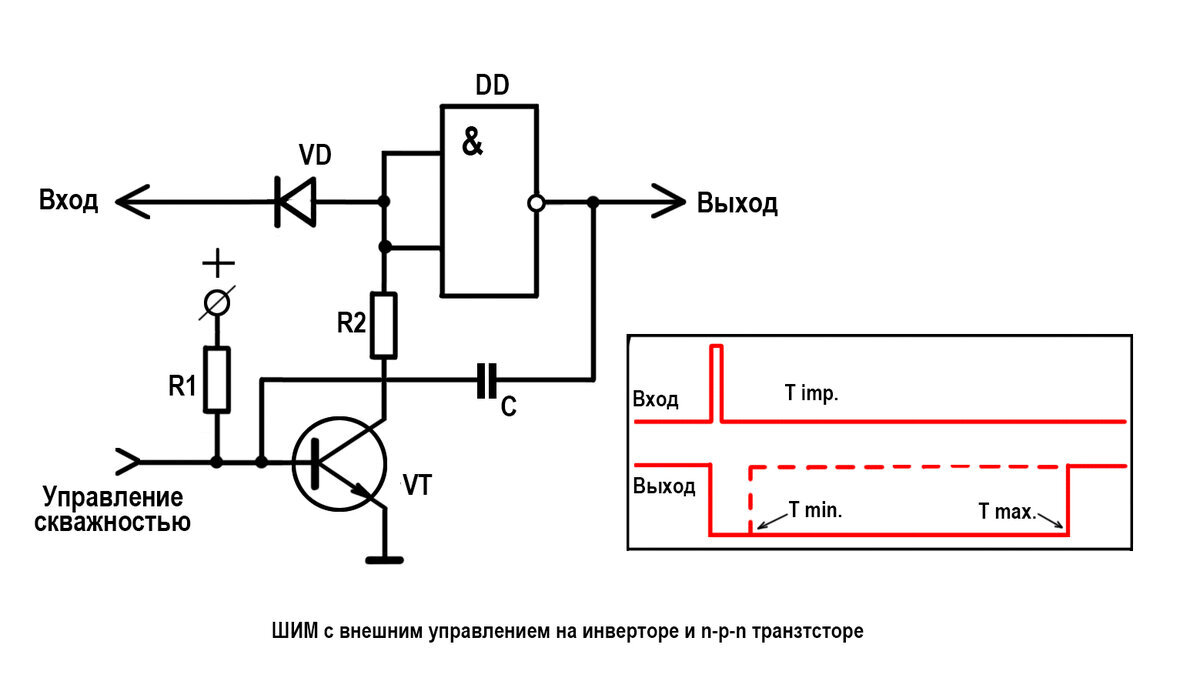 DD
&
VD
Вход
Выход
+
R2
R1
C
Вход
T imp.
VT
Выход
Управление
скважностью
T min.
T max.
ШИМ с внешним управлением на инверторе и n-p-n транзтсторе